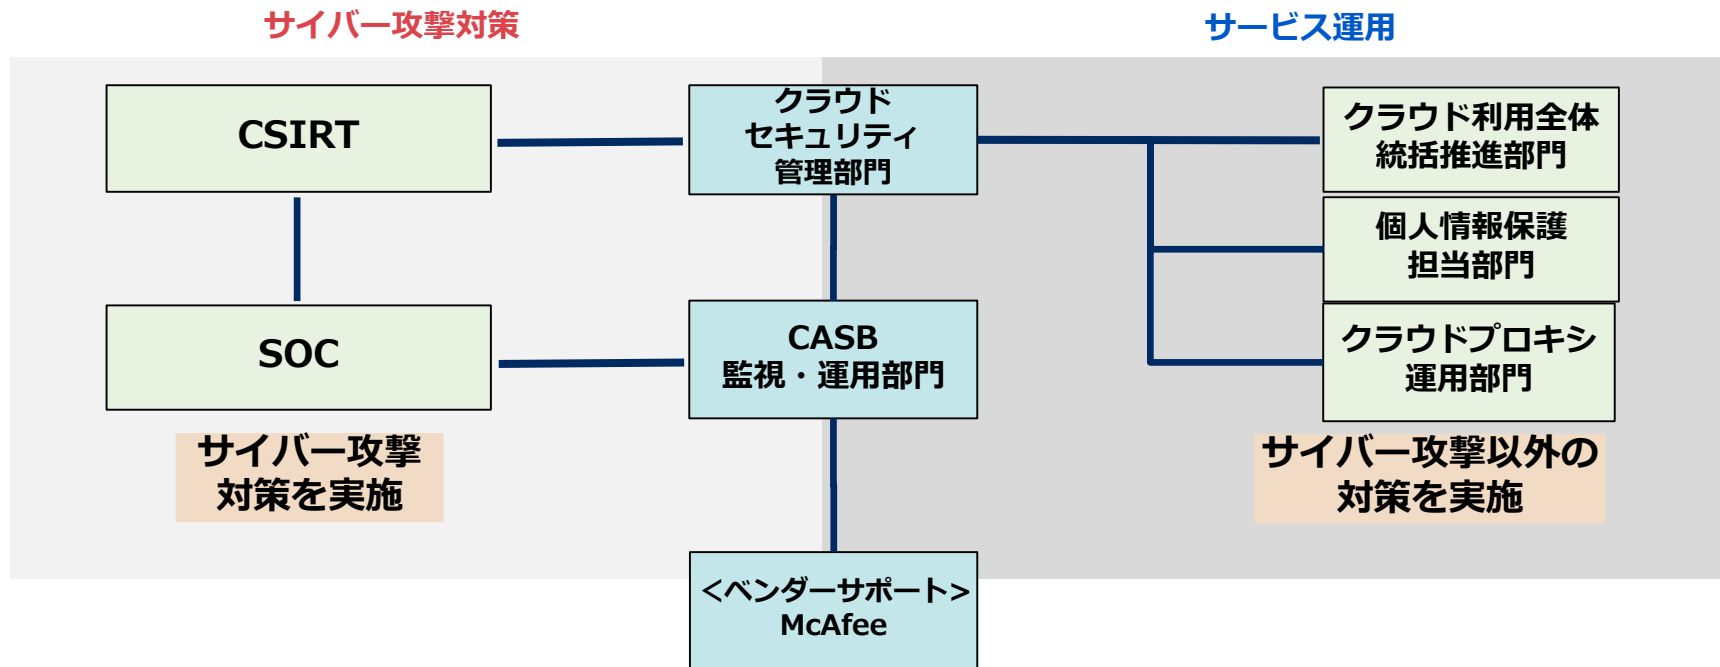 サイバー攻撃対策
サービス運用
CSIRT
クラウド
セキュリティ
管理部門
クラウド利用全体
統括推進部門
個人情報保護
担当部門
SOC
CASB
監視・運用部門
クラウドプロキシ
運用部門
サイバー攻撃
対策を実施
サイバー攻撃以外の
対策を実施
<ベンダーサポート>
McAfee